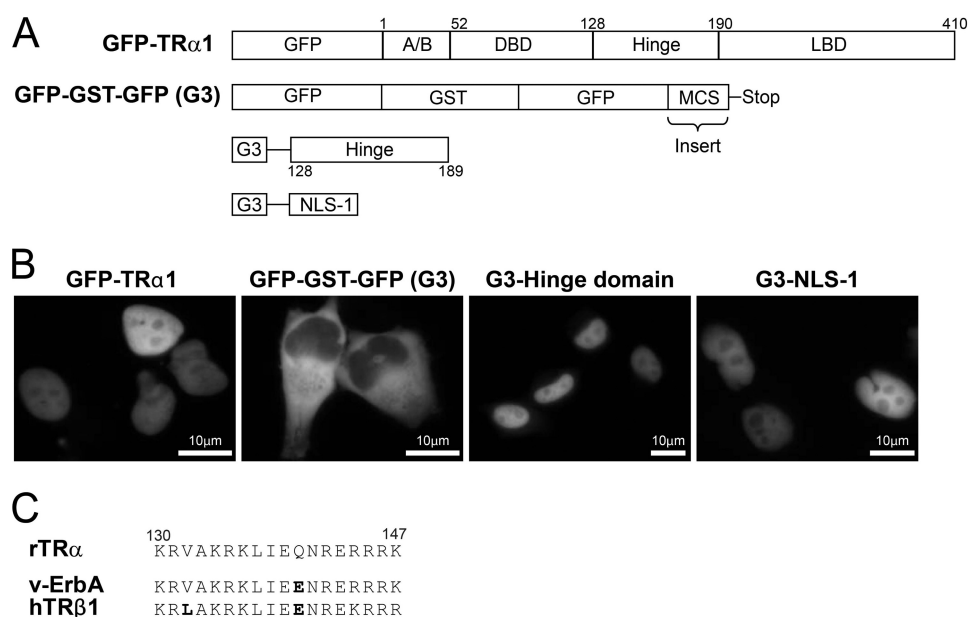 A
1 52 128 190 410
GFP-TRα1 GFP A/B DBD Hinge LBD
GFP-GST-GFP (G3) GFP GST GFP MCS Stop
Insert
G3 Hinge
128 189
G3 NLS-1
B
GFP-TRα1 GFP-GST-GFP (G3) G3-Hinge domain G3-NLS-1
10μm 10μm 10μm 10μm
C
130 147
rTRα KRVAKRKLIEQNRERRRK
v-ErbA KRVAKRKLIEENREKRRK
hTRβ1 KRLAKRKLIEENREKRRR